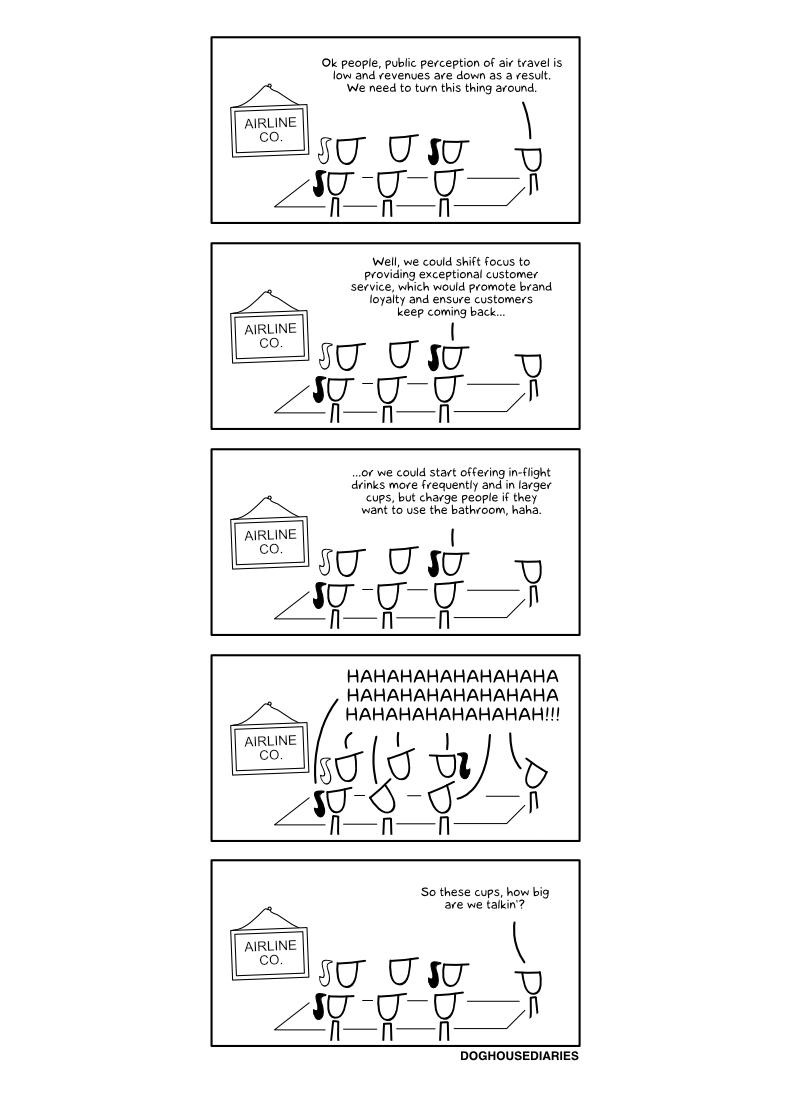 Ok people, public perception of air travel is
low and revenues are down as a result.
We need to turn this thing around.
AIRLINE
CO.
Well, we could shift focus to
providing exceptional customer
service, which would promote brand
loyalty and ensure customers
keep coming back...
AIRLINE
CO.
...or we could start offering in-flight
drinks more frequently and in larger
cups, but charge people if they
want to use the bathroom, haha.
AIRLINE
CO.
HAHAHAHAHAHAHAHA
HAHAHAHAHAHAHAHA
HAHAHAHAHAHAHAH!!!
AIRLINE
CO.
So these cups, how big
are we talkin'?
AIRLINE
CO.
DOGHOUSEDIARIES